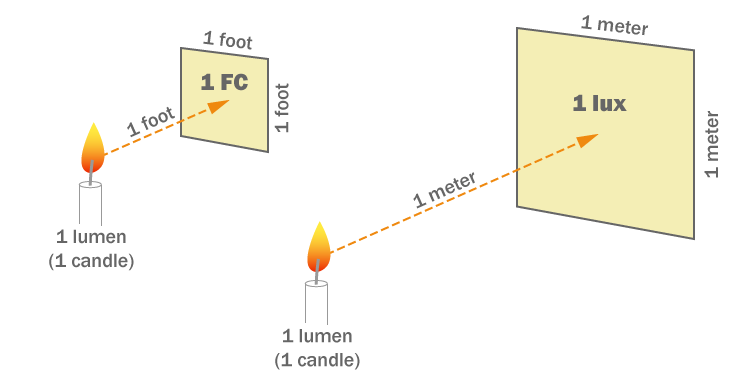 1 foot
1 FC
1 foot
1 foot
1 lumen
(1 candle)
1 meter
1 lux
1 meter
1 meter
1 lumen
(1 candle)